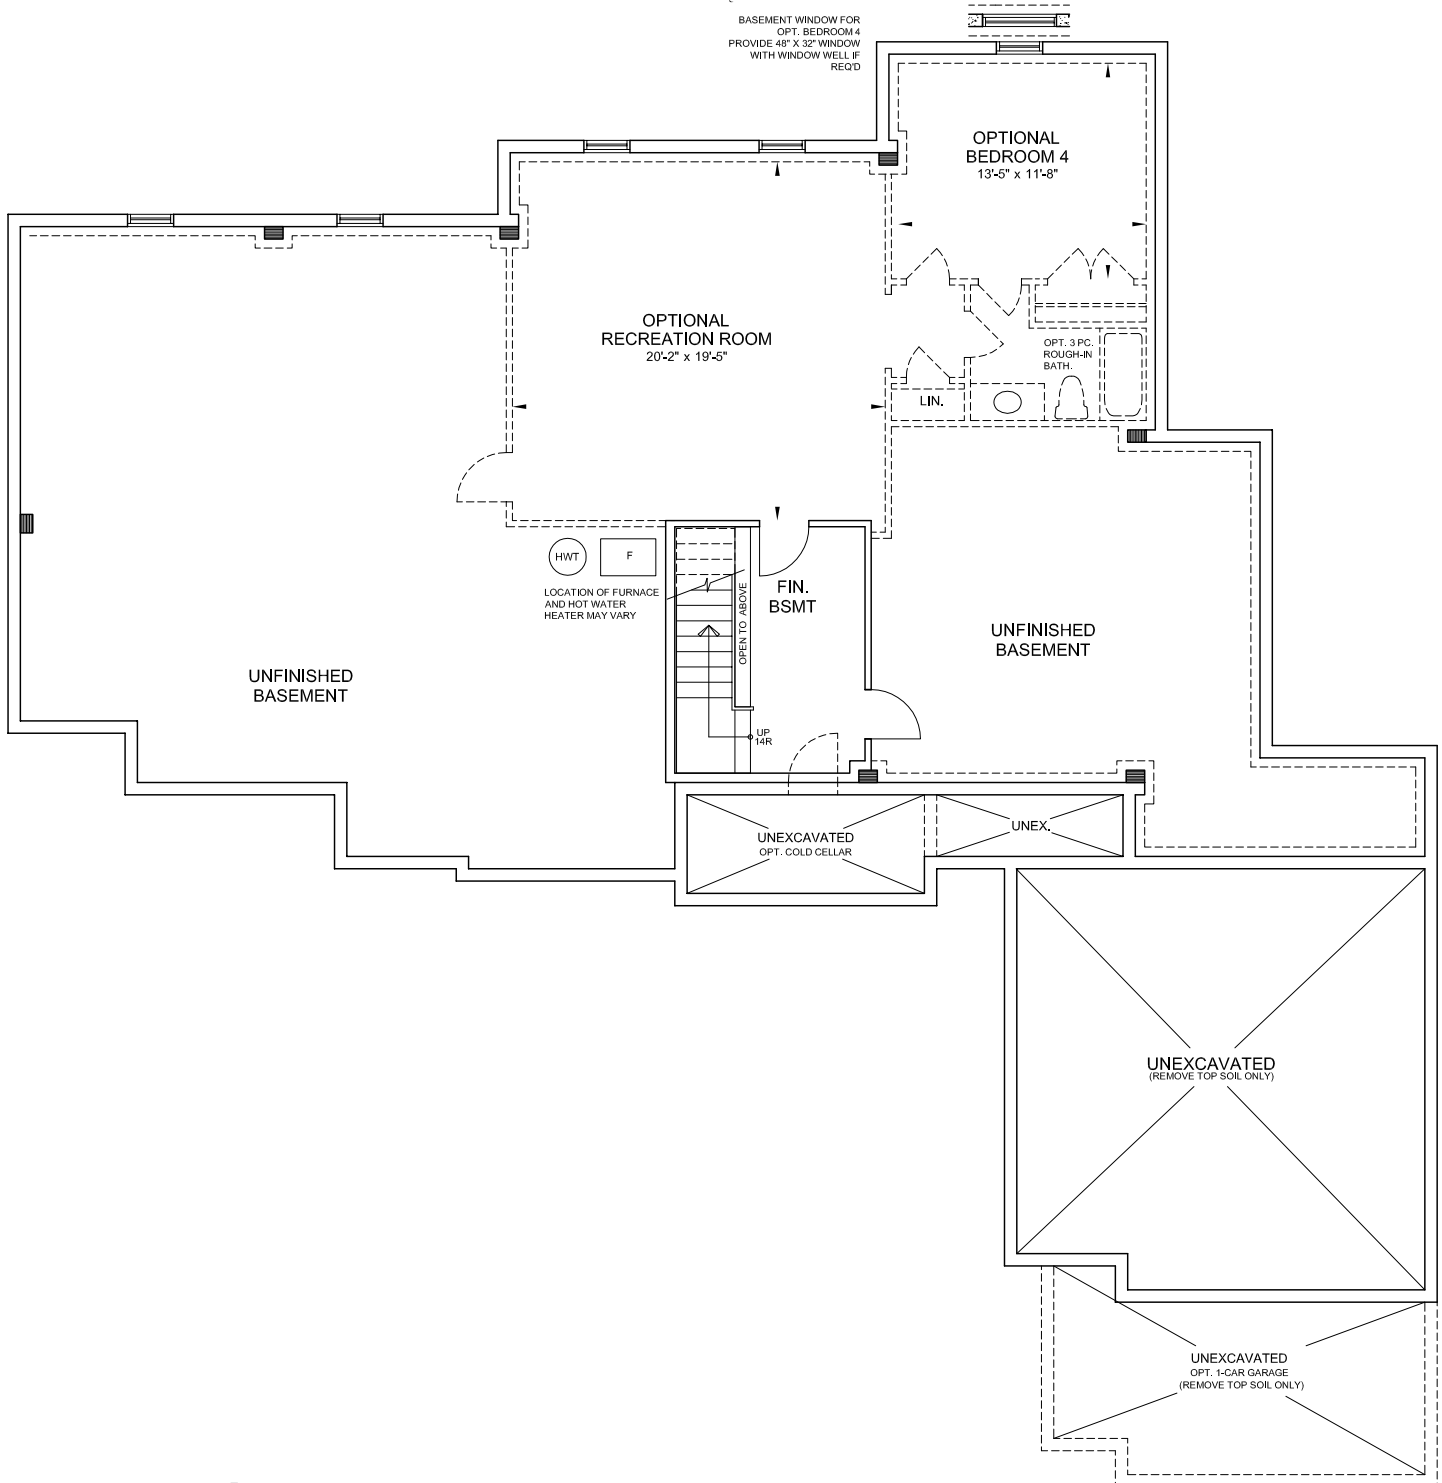 BASEMENT WINDOW FOR
OPT. BEDROOM 4
PROVIDE 48" X 32" WINDOW
WITH WINDOW WELL IF
REQ'D
OPTIONAL
BEDROOM 4
13'-5" x 11'-8"
OPTIONAL
RECREATION ROOM
20'-2" x 19'-5"
OPT. 3 PC.
ROUGH-IN
BATH.
LIN.
HWT
F
LOCATION OF FURNACE
AND HOT WATER
HEATER MAY VARY
OPEN TO ABOVE
FIN.
BSMT
UNFINISHED
BASEMENT
UNFINISHED
BASEMENT
UP
14R
UNEXCAVATED
OPT. COLD CELLAR
UNEX.
UNEXCAVATED
(REMOVE TOP SOIL ONLY)
UNEXCAVATED
OPT. 1-CAR GARAGE
(REMOVE TOP SOIL ONLY)